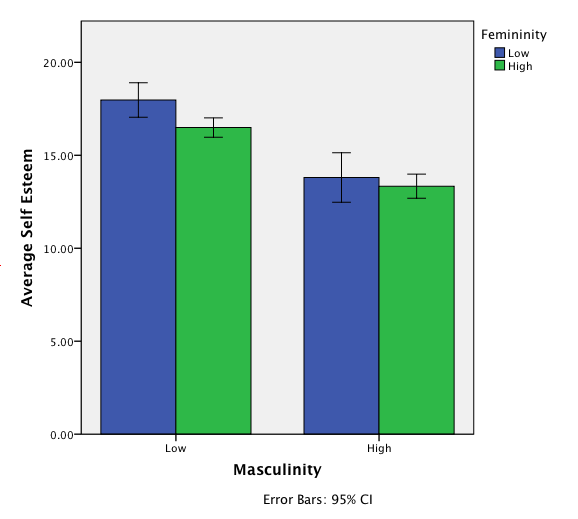 Femininity
Low
High
20.00
15.00
10.00
5.00
0.00
Average Self Esteem
Low
High
Masculinity
Error Bars: 95% CI